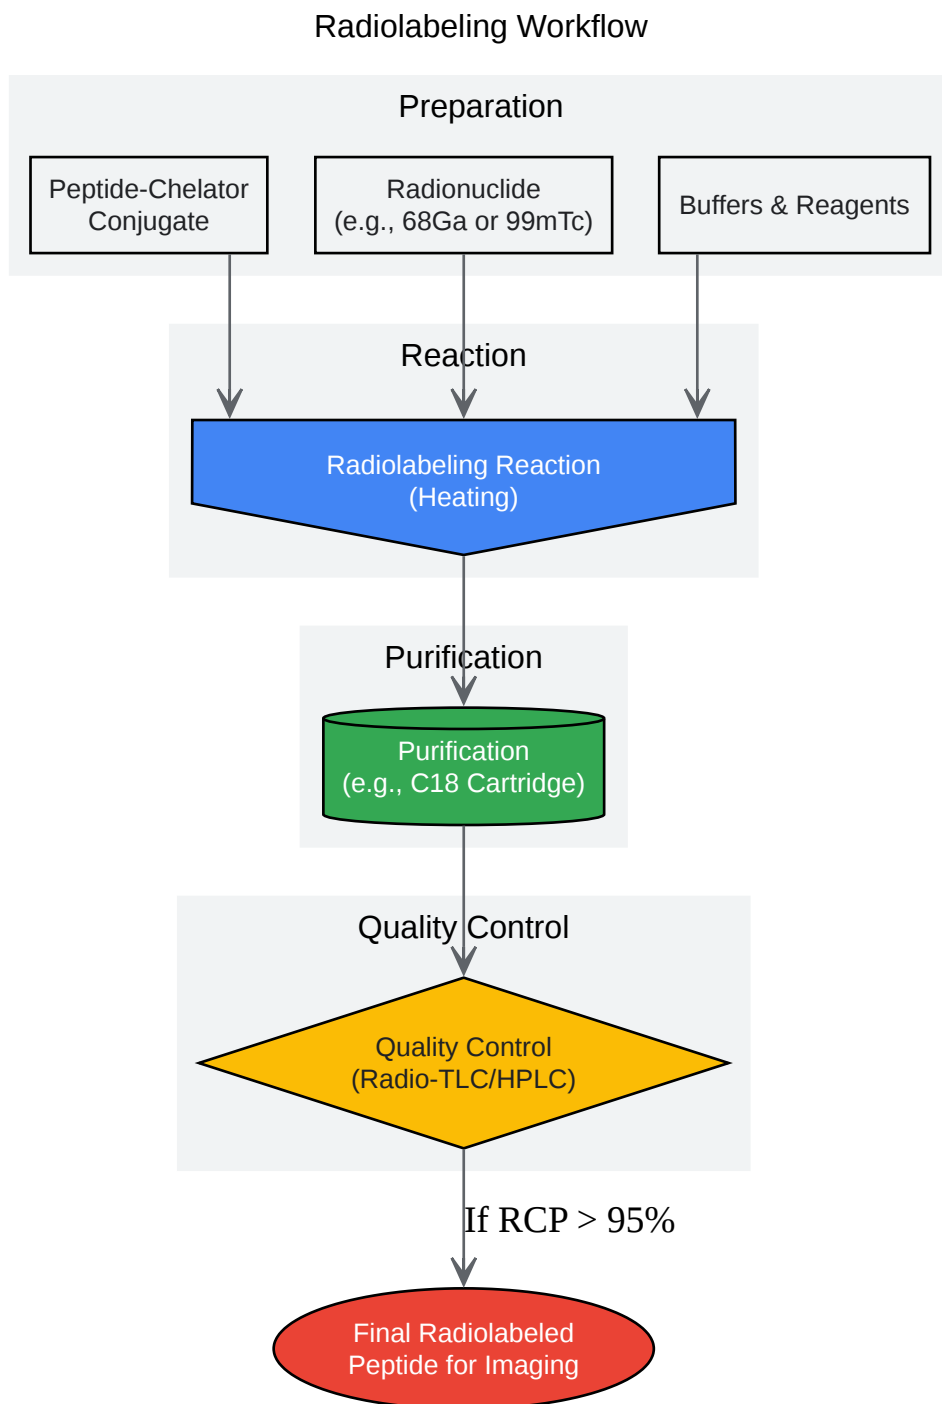 Radiolabeling Workflow
Preparation
Peptide-Chelator
Conjugate
Radionuclide
(e.g., 68Ga or 99mTc)
Buffers & Reagents
Reaction
Radiolabeling Reaction
(Heating)
Purification
Purification
(e.g., C18 Cartridge)
Quality Control
Quality Control
(Radio-TLC/HPLC)
If RCP > 95%
Final Radiolabeled
Peptide for Imaging